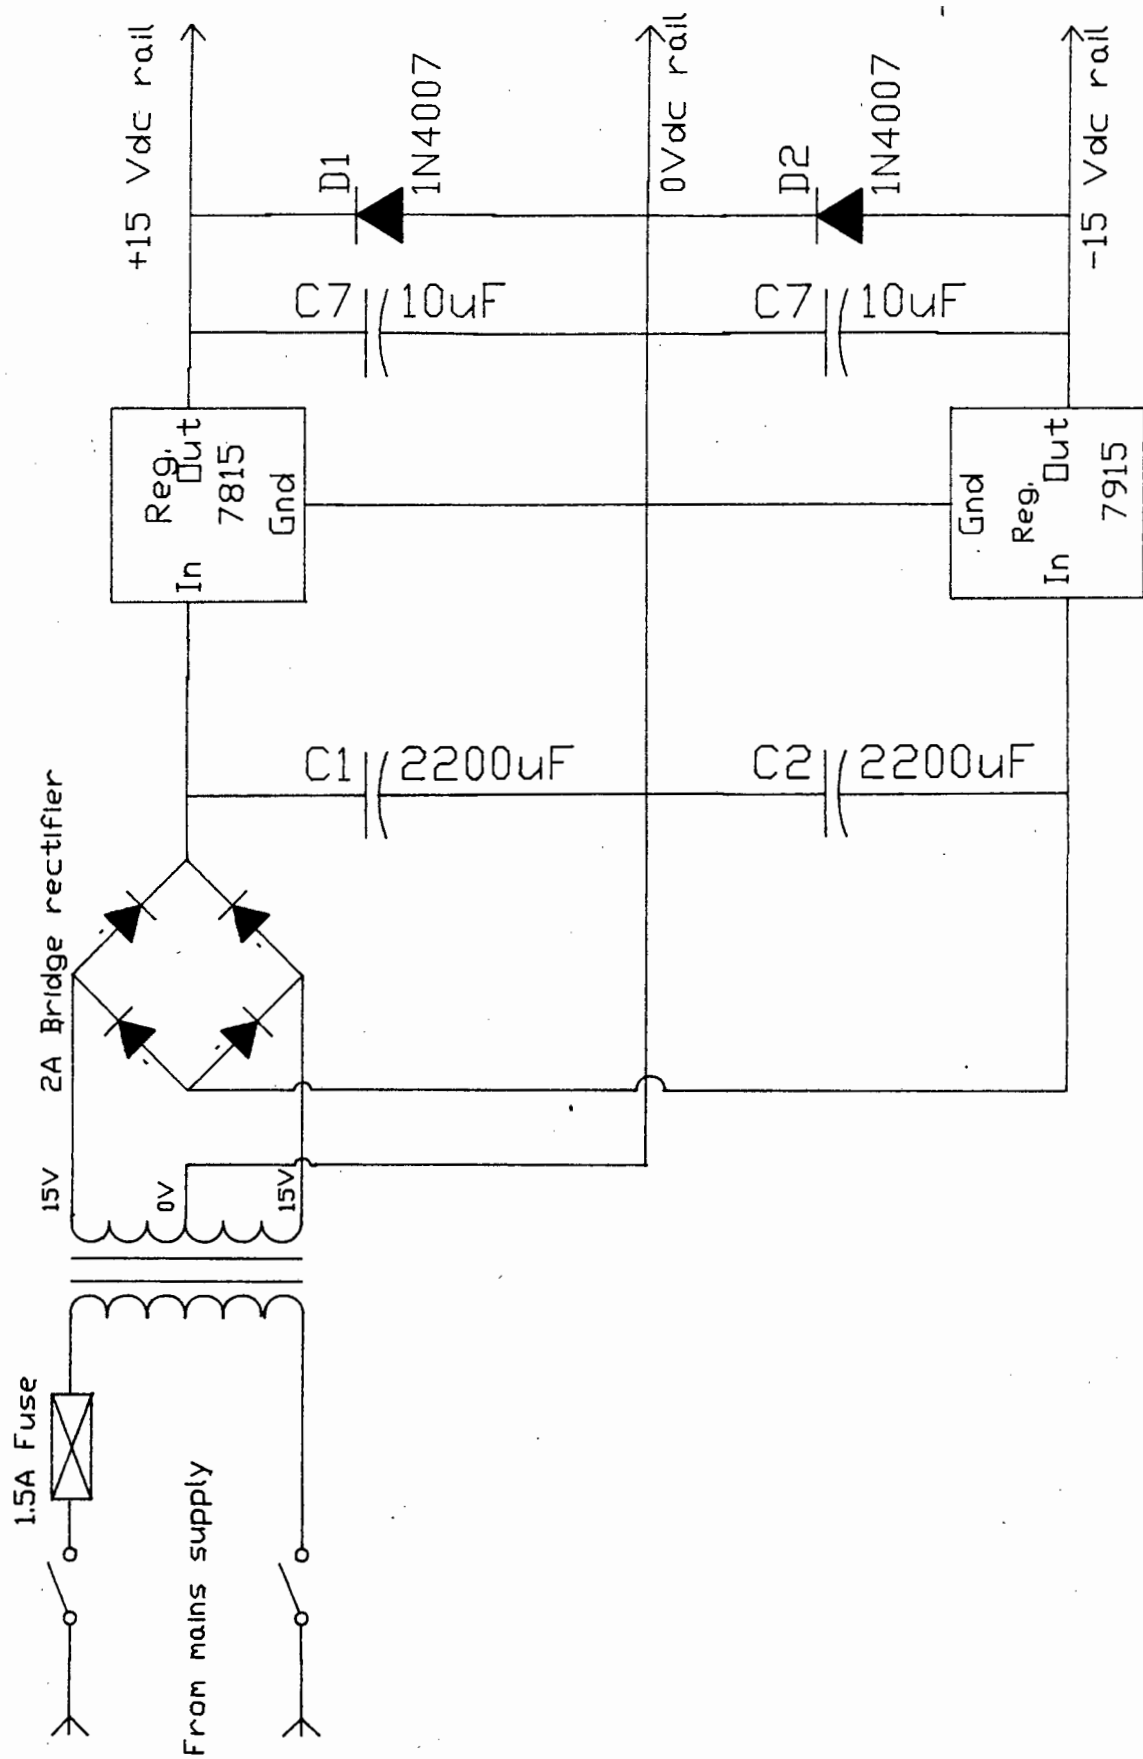 1.5A Fuse
From mains supply
15V
0V
15V
2A Bridge rectifier
C1
2200uF
C2
2200uF
Reg.
In
Out
7815
Gnd
Gnd
Reg.
In
Out
7915
C7
10uF
C7
10uF
D1
1N4007
D2
1N4007
+15 Vdc rail
0Vdc rail
-15 Vdc rail